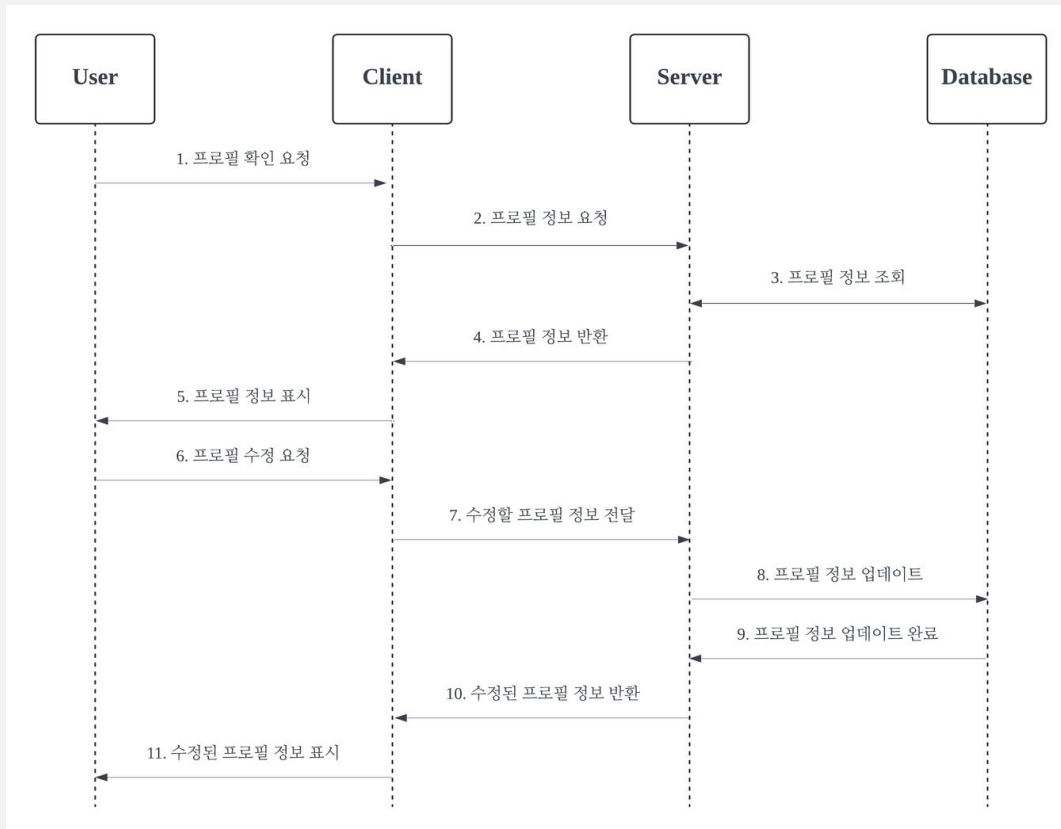 User
Client
Server
Database
1. 프로필 확인 요청
2. 프로필 정보 요청
3. 프로필 정보 조회
4. 프로필 정보 반환
5. 프로필 정보 표시
6. 프로필 수정 요청
7. 수정할 프로필 정보 전달
8. 프로필 정보 업데이트
9. 프로필 정보 업데이트 완료
10. 수정된 프로필 정보 반환
11. 수정된 프로필 정보 표시